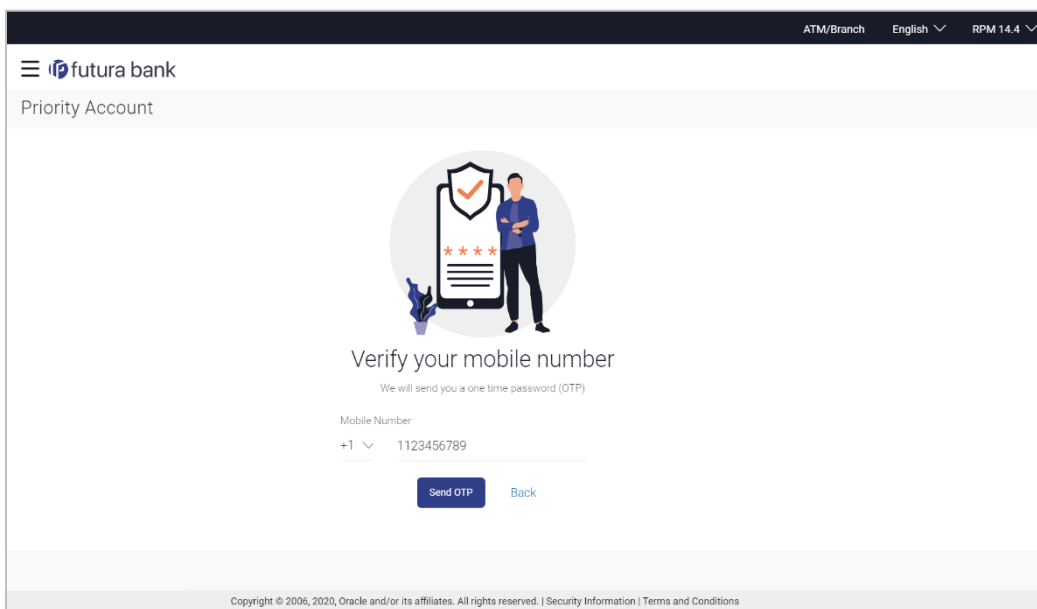 ATM/Branch English RPM 14.4
futura bank
Priority Account
* * * *
Verify your mobile number
We will send you a one time password (OTP)
Mobile Number
+1 1123456789
Send OTP Back
Copyright © 2006, 2020, Oracle and/or its affiliates. All rights reserved. | Security Information | Terms and Conditions